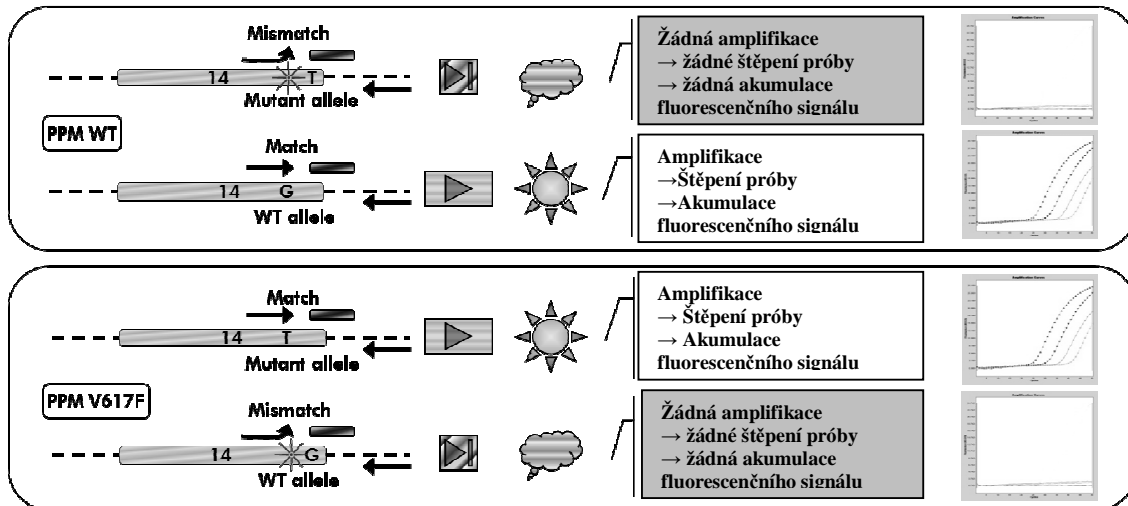 Mismatch
14 T
Mutant allele
Žádná amplifikace
→ žádné štěpení próby
→ žádná akumulace
fluorescenčního signálu
PPM WT
Match
14 G
WT allele
Amplifikace
→Štěpení próby
→Akumulace
fluorescenčního signálu
Match
14 T
Mutant allele
Amplifikace
→ Štěpení próby
→ Akumulace
fluorescenčního signálu
PPM V617F
Mismatch
14 G
WT allele
Žádná amplifikace
→ žádné štěpení próby
→ žádná akumulace
fluorescenčního signálu